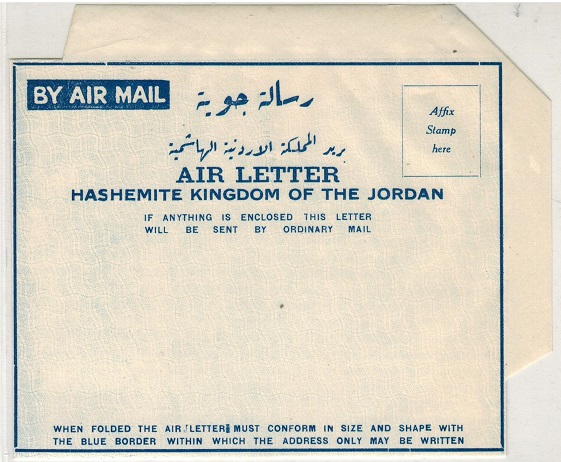 BY AIR MAIL
رسالة جوية
Affix
Stamp
here
بريد المملكة الاردنية الهاشمية
AIR LETTER
HASHEMITE KINGDOM OF THE JORDAN
IF ANYTHING IS ENCLOSED THIS LETTER
WILL BE SENT BY ORDINARY MAIL
WHEN FOLDED THE AIR LETTER MUST CONFORM IN SIZE AND SHAPE WITH
THE BLUE BORDER WITHIN WHICH THE ADDRESS ONLY MAY BE WRITTEN